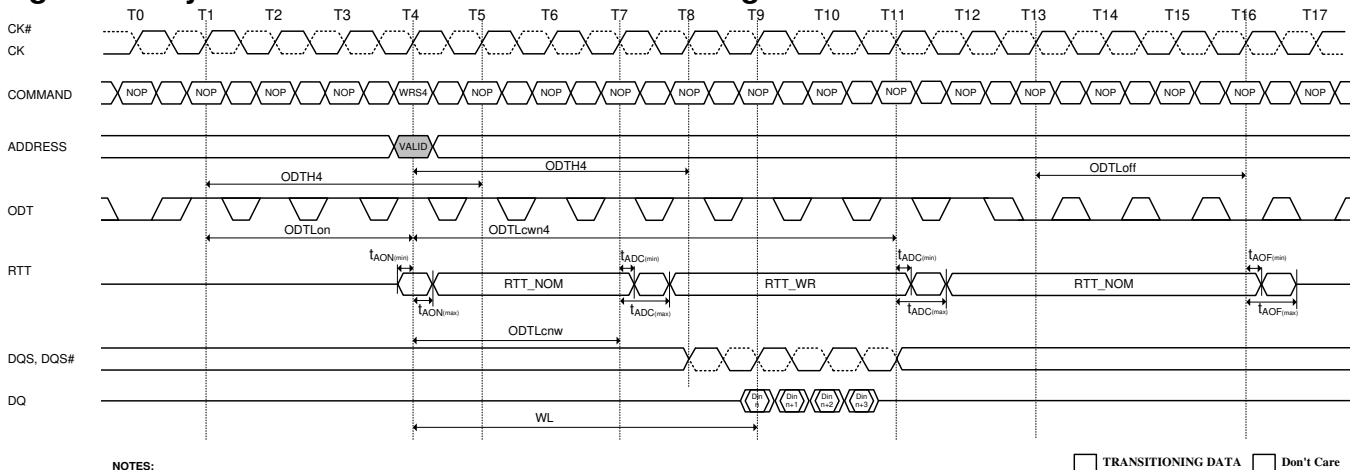 T0 T1 T2 T3 T4 T5 T6 T7 T8 T9 T10 T11 T12 T13 T14 T15 T16 T17
CK#
CK
COMMAND NOP NOP NOP NOP WRS4 NOP NOP NOP NOP NOP NOP NOP NOP NOP NOP NOP NOP NOP
ADDRESS VALID
ODTH4 ODTH4 ODTLoff
ODT
ODTLon ODTLcwn4
tAON(min) tADC(min) tADC(min) tAOF(min)
RTT RTT_NOM RTT_WR RTT_NOM
tAON(max) tADC(max) tADC(max) tAOF(max)
ODTLcnw
DQS, DQS#
DQ Din n Din n+1 Din n+2 Din n+3
WL
NOTES: TRANSITIONING DATA Don't Care